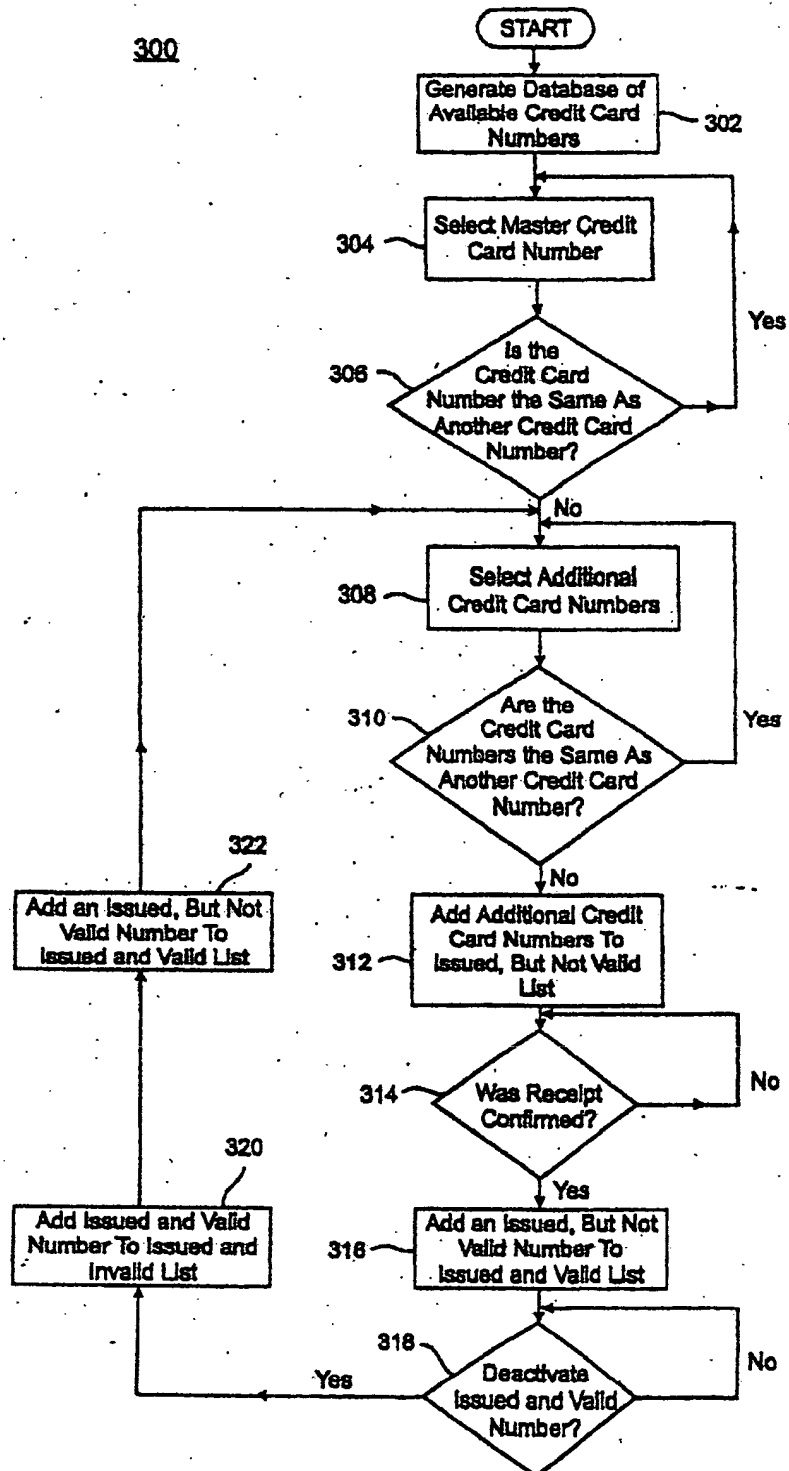 300
START
Generate Database of
Available Credit Card
Numbers
302
304
Select Master Credit
Card Number
Yes
306
Is the
Credit Card
Number the Same As
Another Credit Card
Number?
No
308
Select Additional
Credit Card Numbers
310
Are the
Credit Card
Numbers the Same As
Another Credit Card
Number?
Yes
No
322
Add an Issued, But Not
Valid Number To
Issued and Valid List
312
Add Additional Credit
Card Numbers To
Issued, But Not Valid
List
314
Was Receipt
Confirmed?
No
Yes
320
Add Issued and Valid
Number To Issued and
Invalid List
316
Add an Issued, But Not
Valid Number To
Issued and Valid List
318
Deactivate
Issued and Valid
Number?
No
Yes